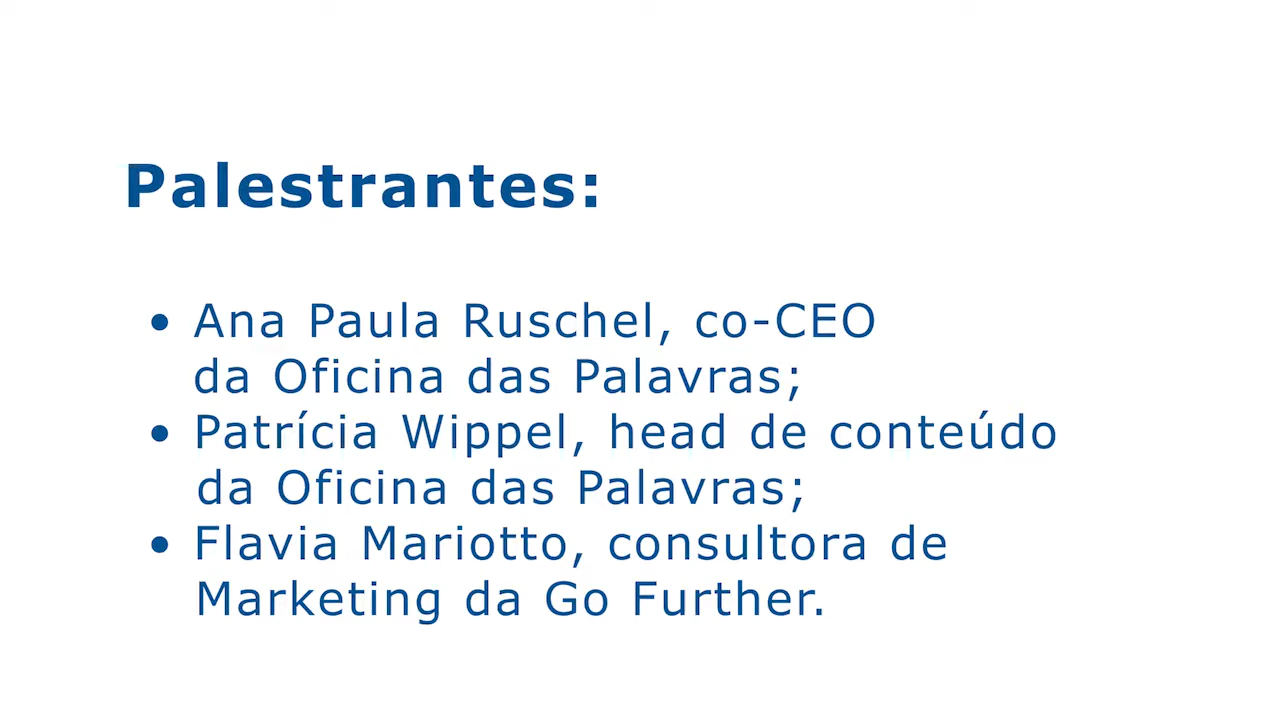 Palestrantes:
• Ana Paula Ruschel, co-CEO
da Oficina das Palavras;
• Patrícia Wippel, head de conteúdo
da Oficina das Palavras;
• Flavia Mariotto, consultora de
Marketing da Go Further.